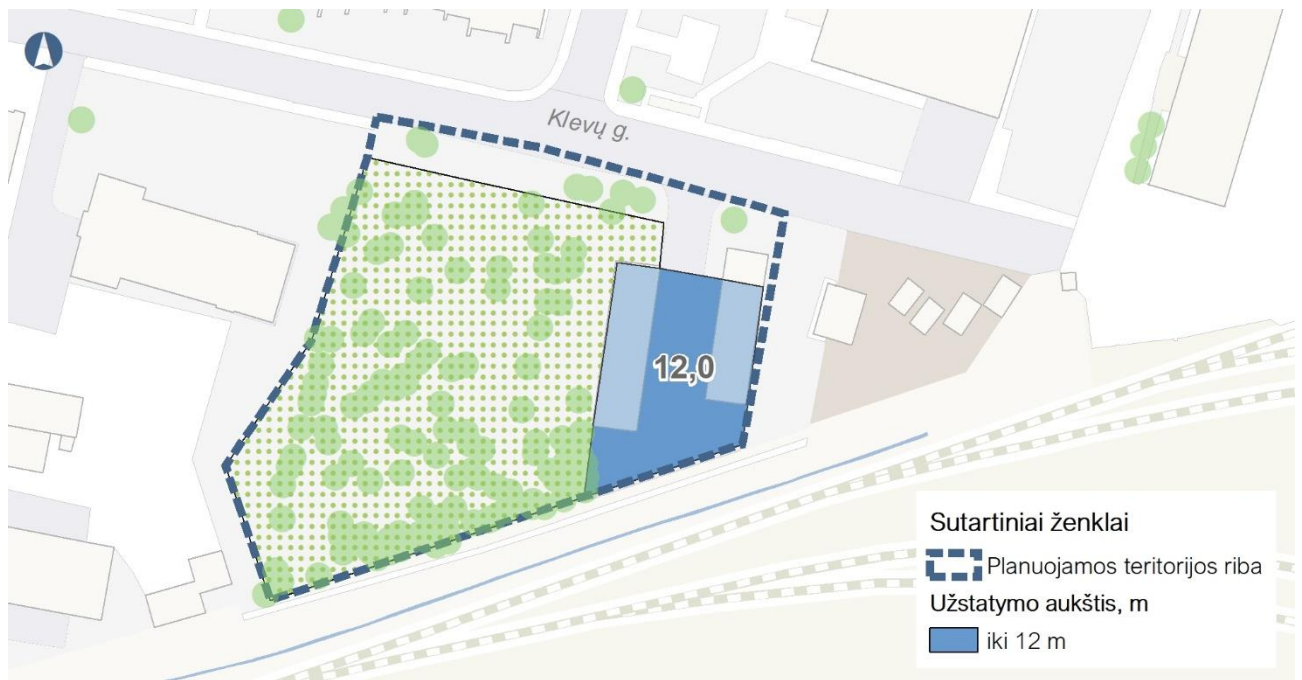 Klevų g.
12,0
Sutartiniai ženklai
Planuojamos teritorijos riba
Užstatymo aukštis, m
iki 12 m